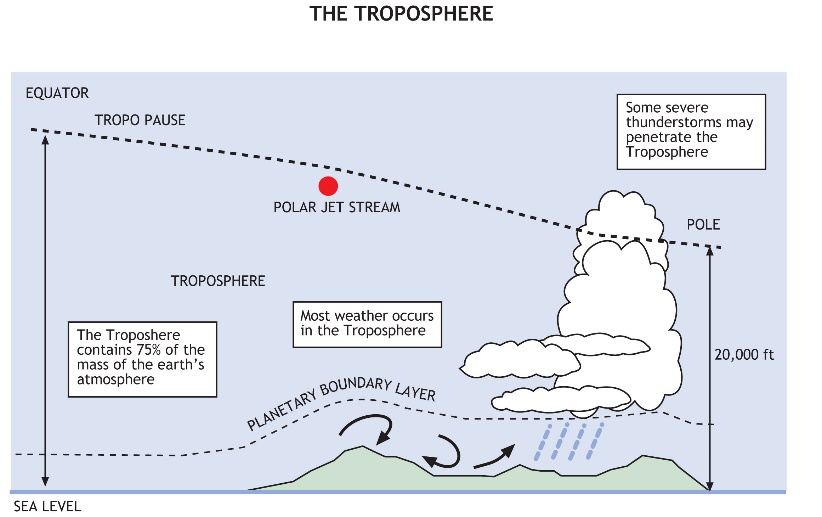 THE TROPOSPHERE
EQUATOR
TROPO PAUSE
Some severe
thunderstorms may
penetrate the
Troposphere
POLAR JET STREAM
POLE
TROPOSPHERE
Most weather occurs
in the Troposphere
The Troposhere
contains 75% of the
mass of the earth's
atmosphere
20,000 ft
PLANETARY BOUNDARY LAYER
SEA LEVEL